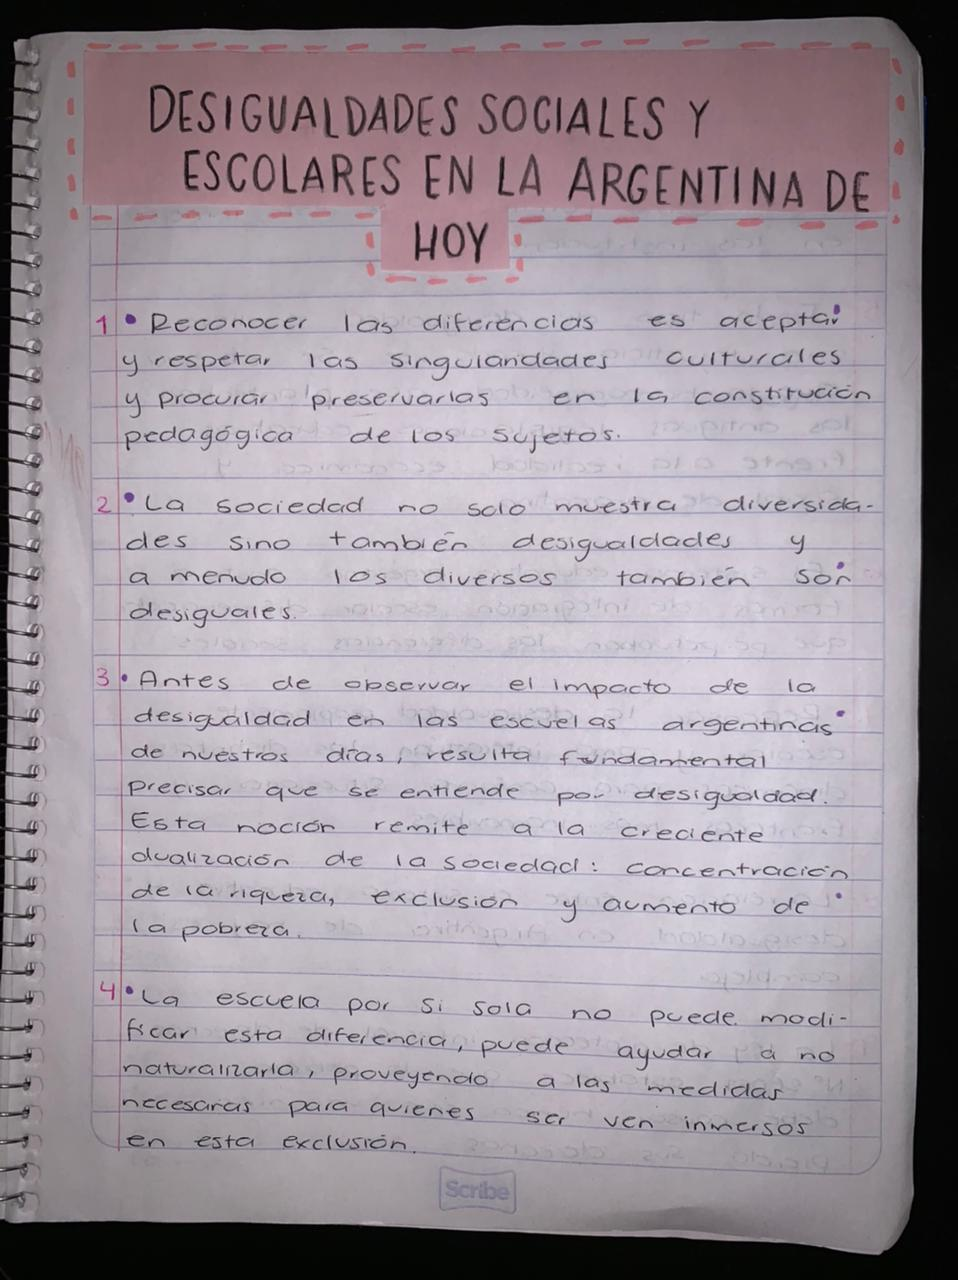 DESIGUALDADES SOCIALES Y
ESCOLARES EN LA ARGENTINA DE
HOY
1 • Reconocer las diferencias es aceptar
y respetar las singularidades culturales
y procurar preservarlas en la constitución
pedagógica de los sujetos.
2 • La sociedad no solo muestra diversida-
des sino también desigualdades y
a menudo los diversos también son
desiguales.
3 • Antes de observar el impacto de la
desigualdad en las escuelas argentinas
de nuestros días, resulta fundamental
precisar que se entiende por desigualdad.
Esta noción remite a la creciente
dualización de la sociedad: concentración
de la riqueza, exclusión y aumento de
la pobreza.
4 • La escuela por si sola no puede modi-
ficar esta diferencia, puede ayudar a no
naturalizarla, proveyendo a las medidas
necesarias para quienes ser ven inmersos
en esta exclusión.
Scribe